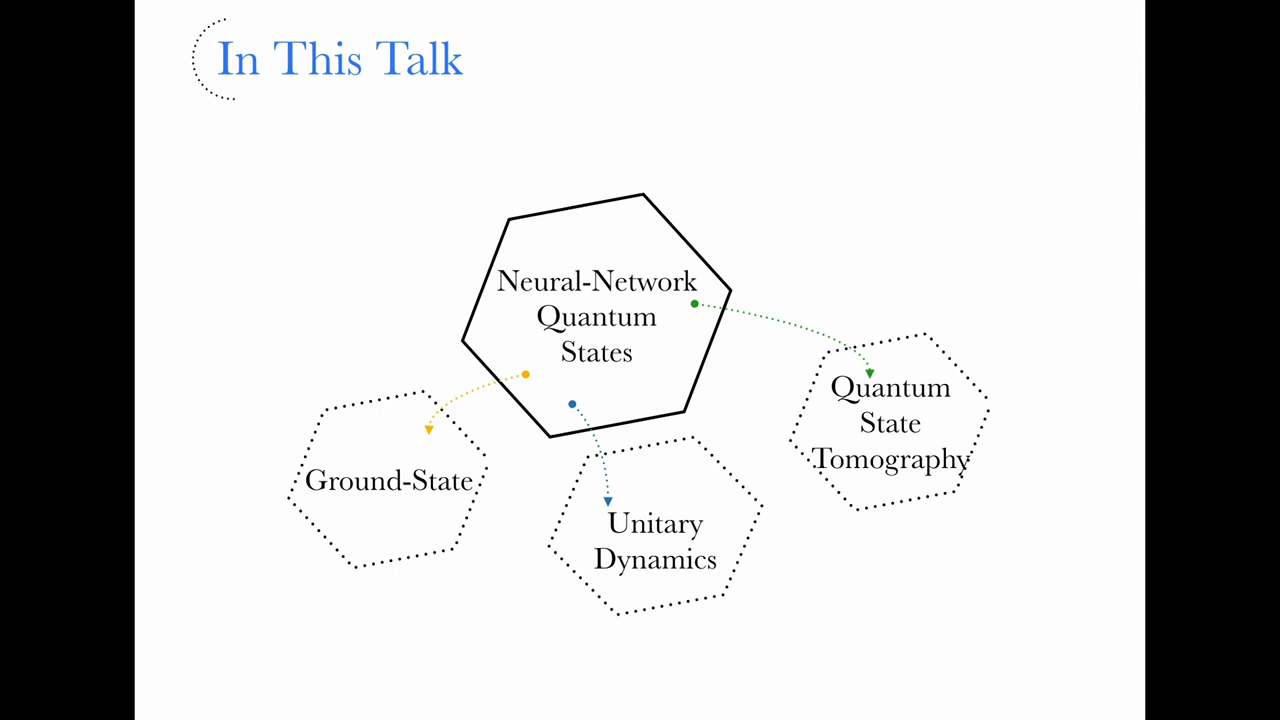 In This Talk
Neural-Network
Quantum
States
Ground-State
Unitary
Dynamics
Quantum
State
Tomography